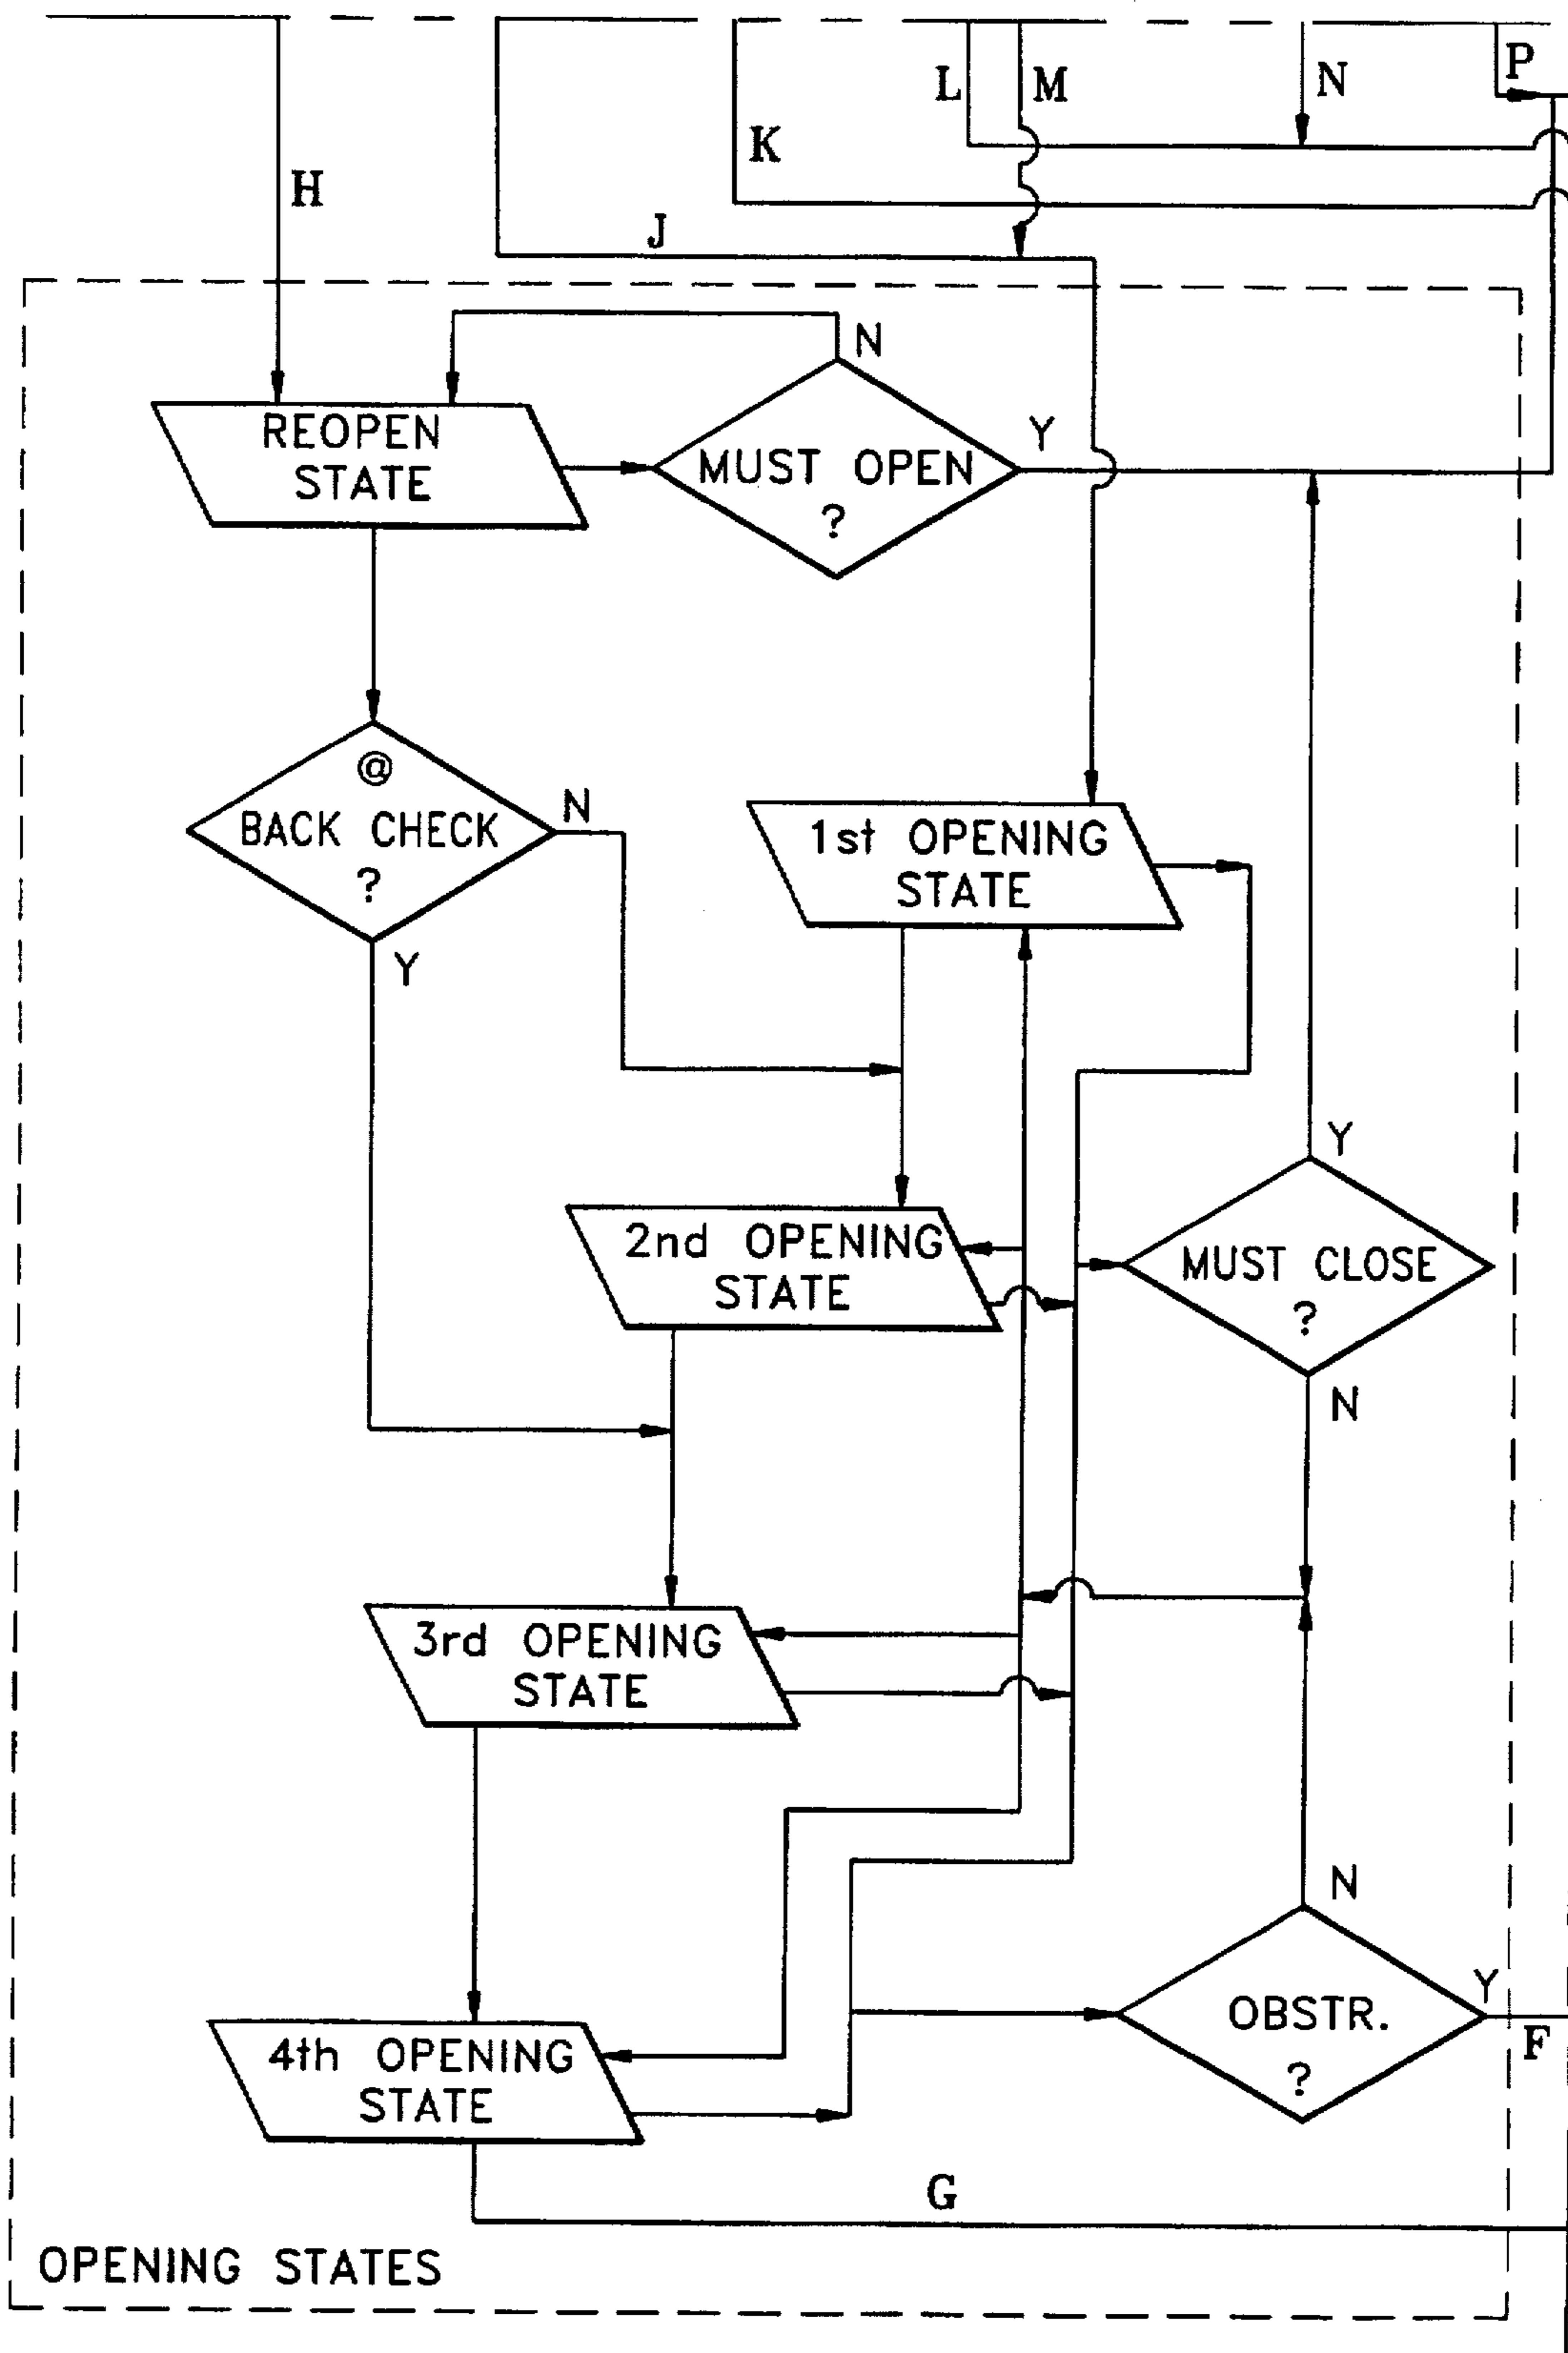 P
L
M
N
K
H
J
N
REOPEN
STATE
Y
MUST OPEN
?
@
BACK CHECK
?
N
Y
1st OPENING
STATE
Y
2nd OPENING
STATE
MUST CLOSE
?
N
3rd OPENING
STATE
N
Y
OBSTR.
?
F
4th OPENING
STATE
G
OPENING STATES